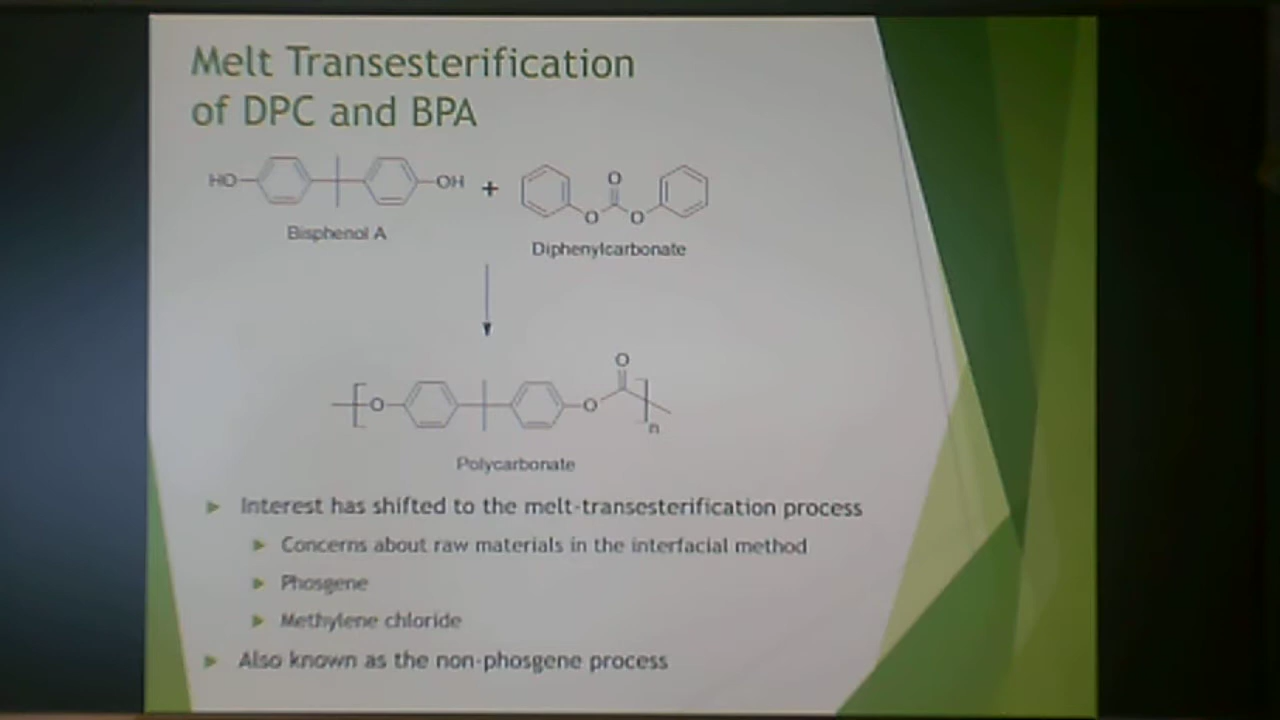 Melt Transesterification
of DPC and BPA
HO
OH
+
O
O
O
Bisphenol A
Diphenylcarbonate
O
O
O
n
Polycarbonate
Interest has shifted to the melt-transesterification process
Concerns about raw materials in the interfacial method
Phosgene
Methylene chloride
Also known as the non-phosgene process